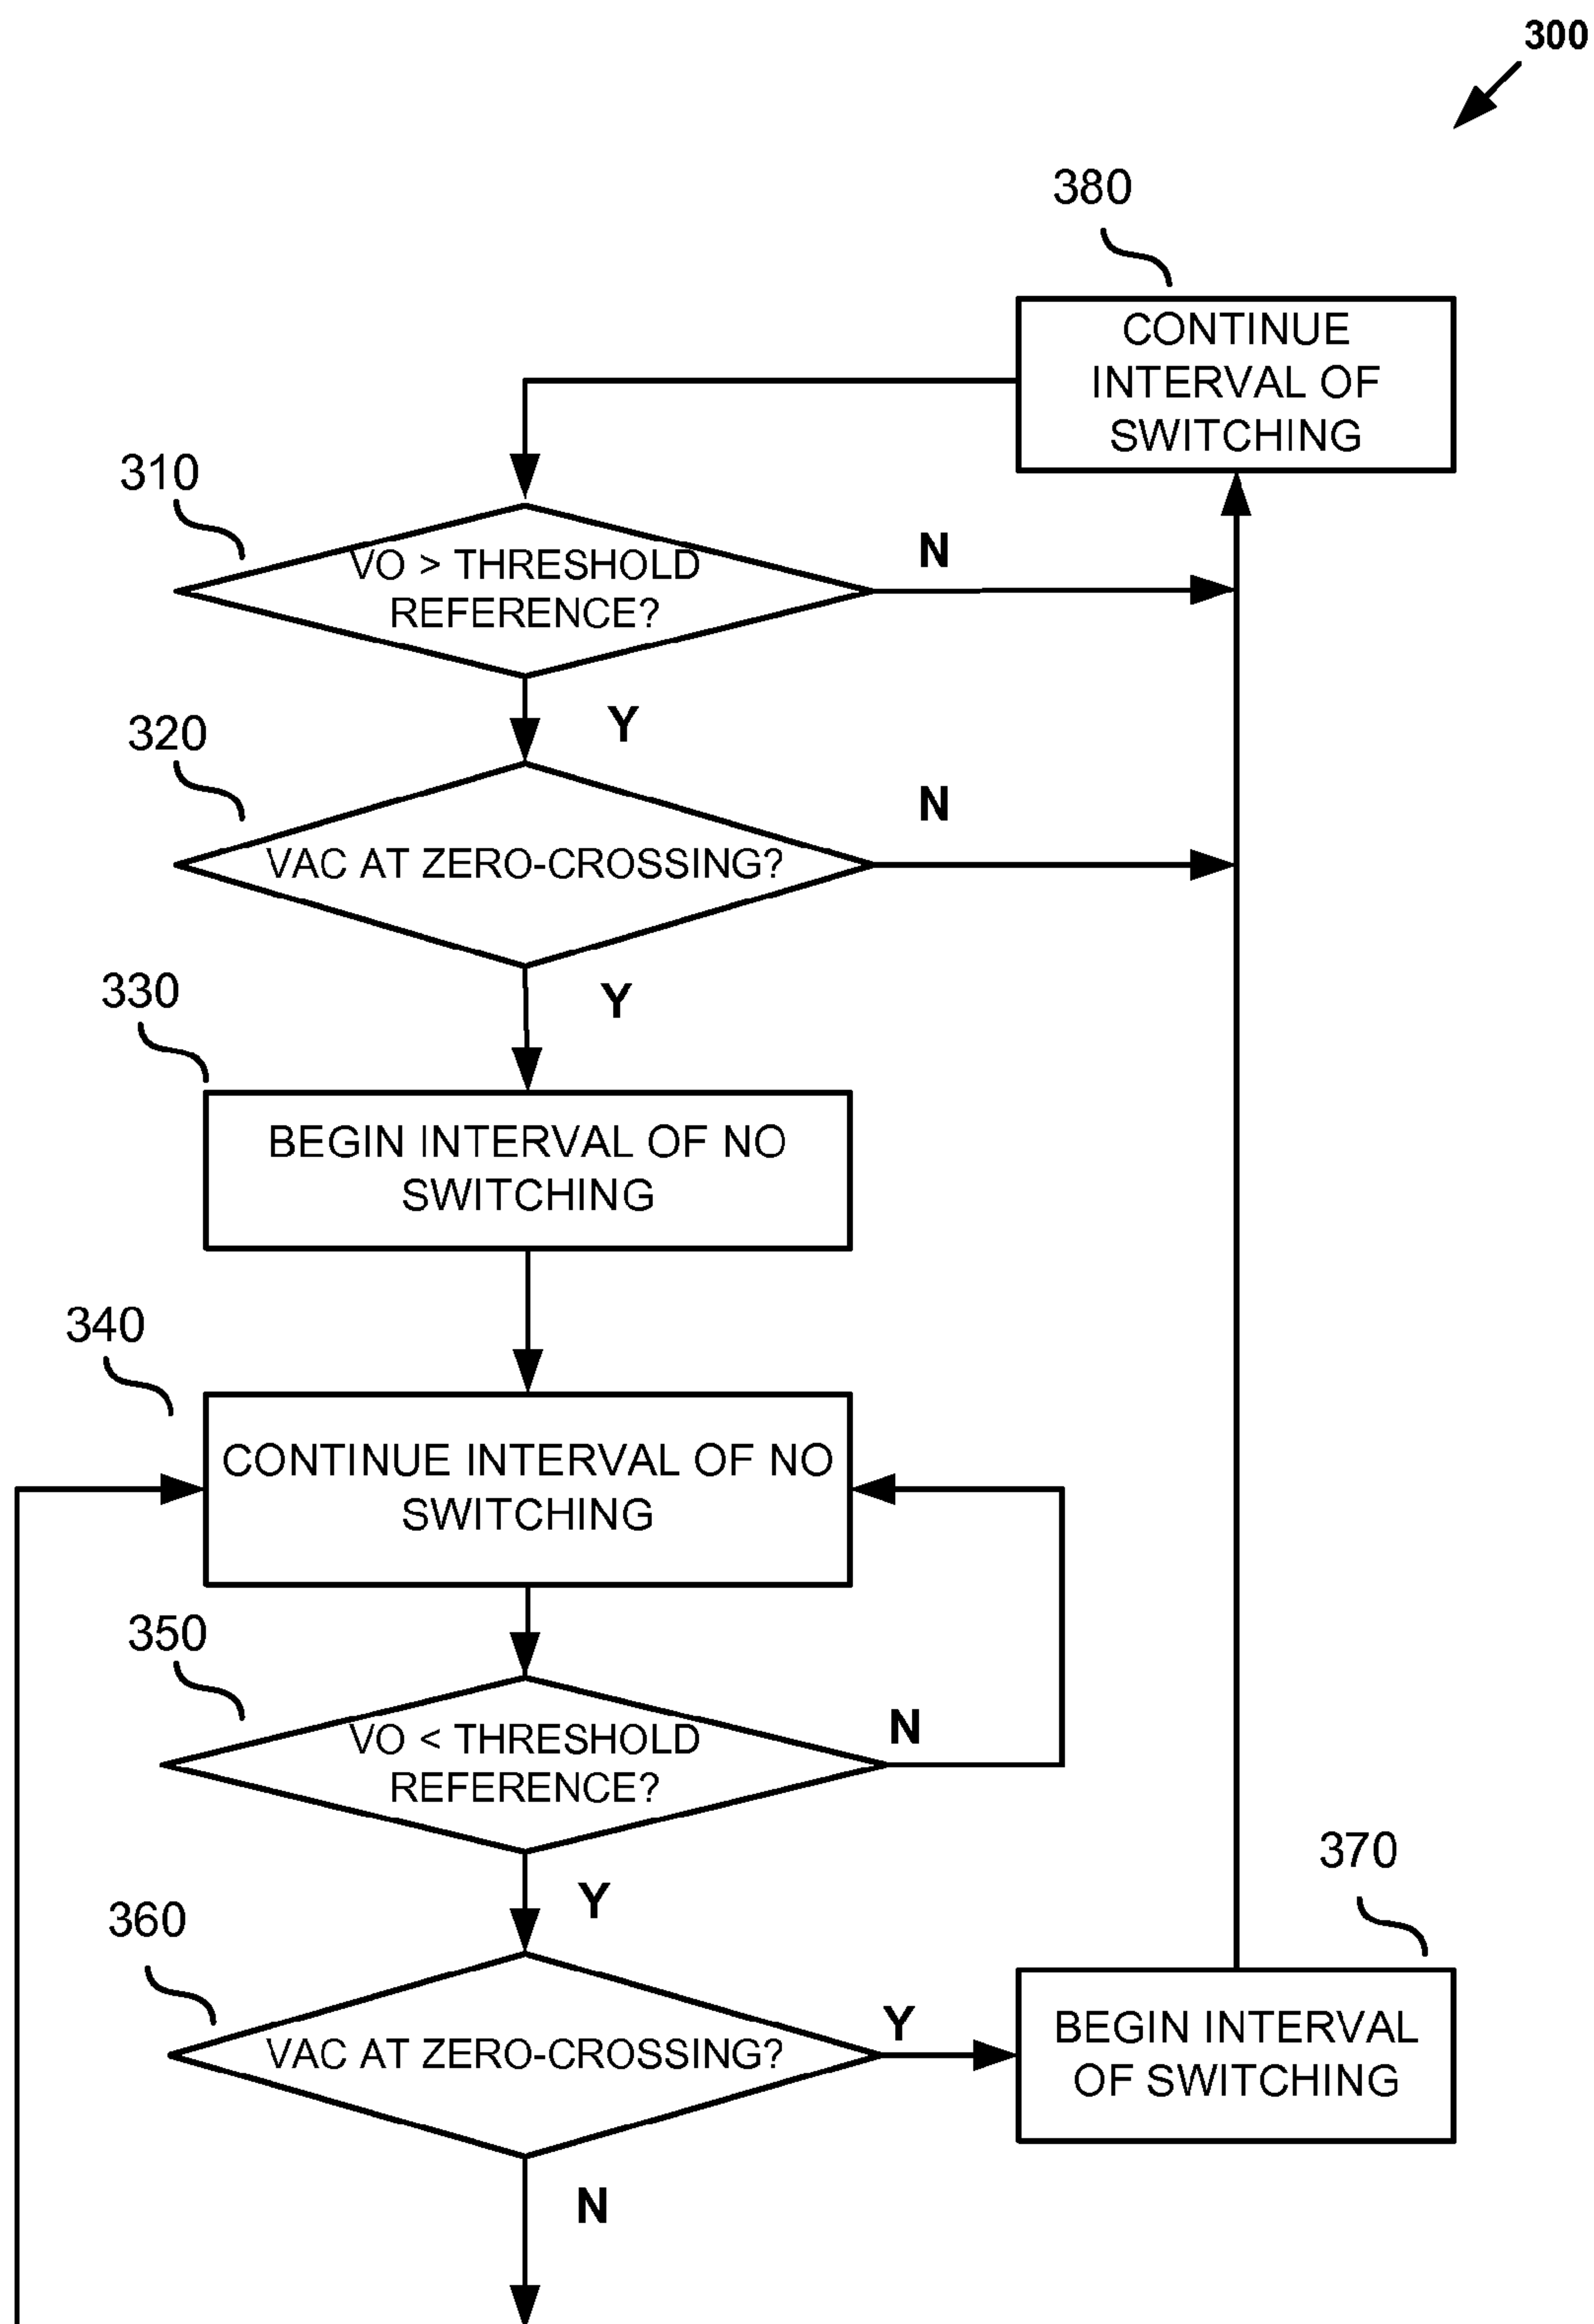 300
380
CONTINUE
INTERVAL OF
SWITCHING
310
VO > THRESHOLD
REFERENCE?
N
Y
320
VAC AT ZERO-CROSSING?
N
Y
330
BEGIN INTERVAL OF NO
SWITCHING
340
CONTINUE INTERVAL OF NO
SWITCHING
350
VO < THRESHOLD
REFERENCE?
N
Y
360
VAC AT ZERO-CROSSING?
Y
370
BEGIN INTERVAL
OF SWITCHING
N